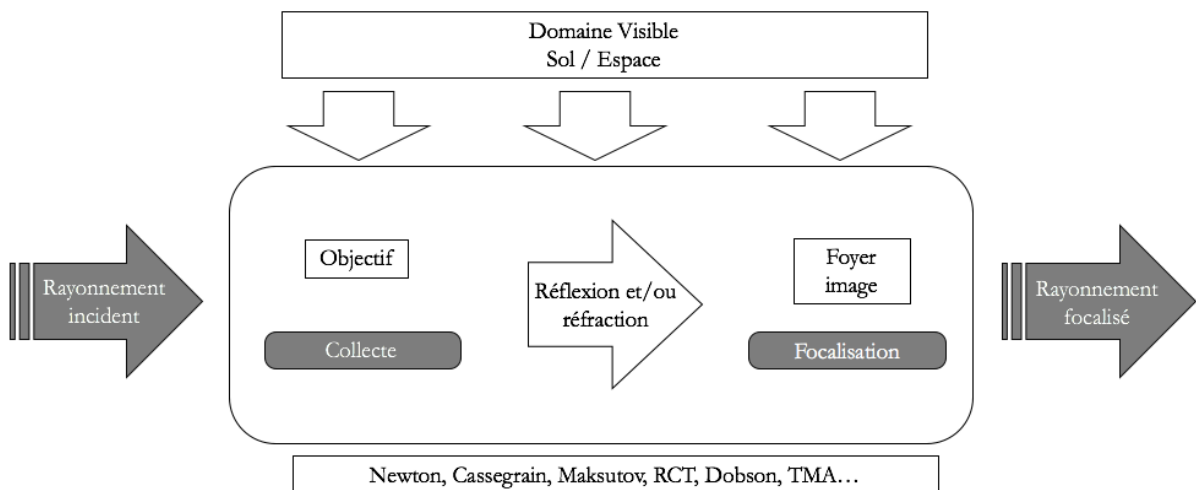 Domaine Visible
Sol / Espace
Rayonnement
incident
Objectif
Collecte
Réflexion et/ou
réfraction
Foyer
image
Focalisation
Rayonnement
focalisé
Newton, Cassegrain, Maksutov, RCT, Dobson, TMA…